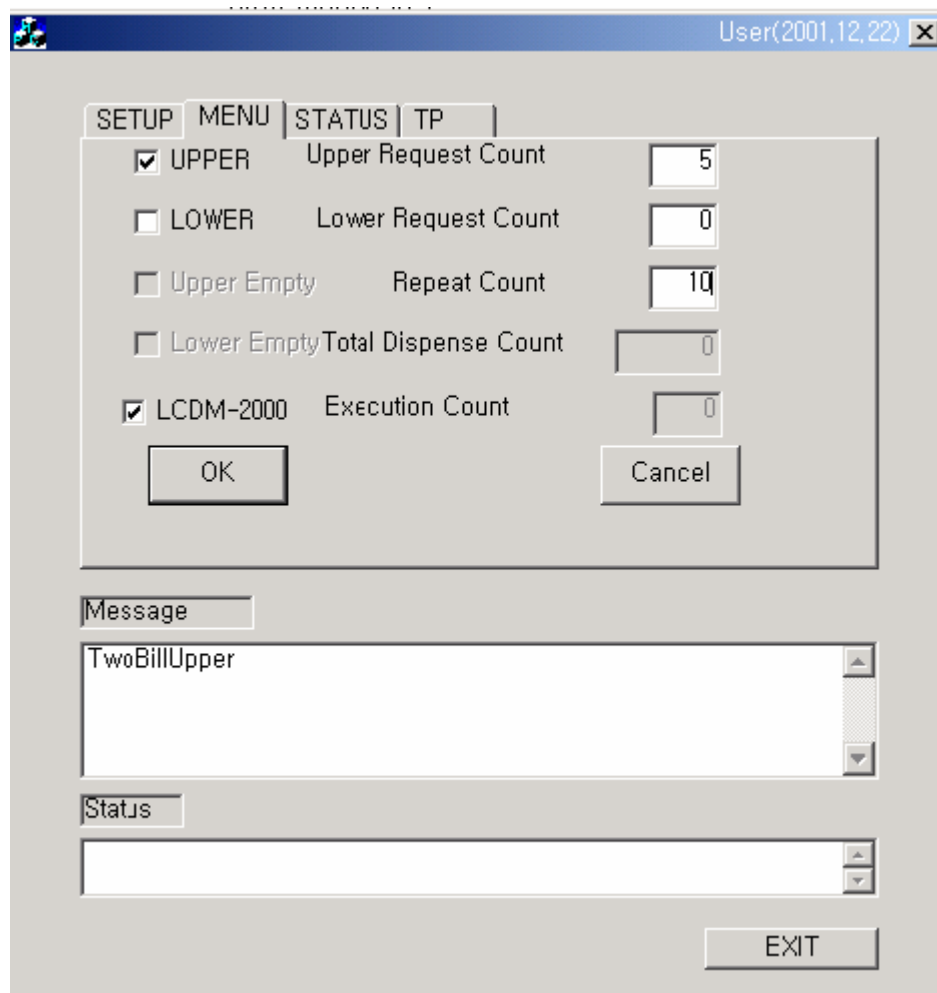 User(2001,12,22)
SETUP MENU STATUS TP
UPPER Upper Request Count 5
LOWER Lower Request Count 0
Upper Empty Repeat Count 10
Lower Empty Total Dispense Count 0
LCDM-2000 Execution Count 0
OK Cancel
Message
TwoBillUpper
Status
EXIT